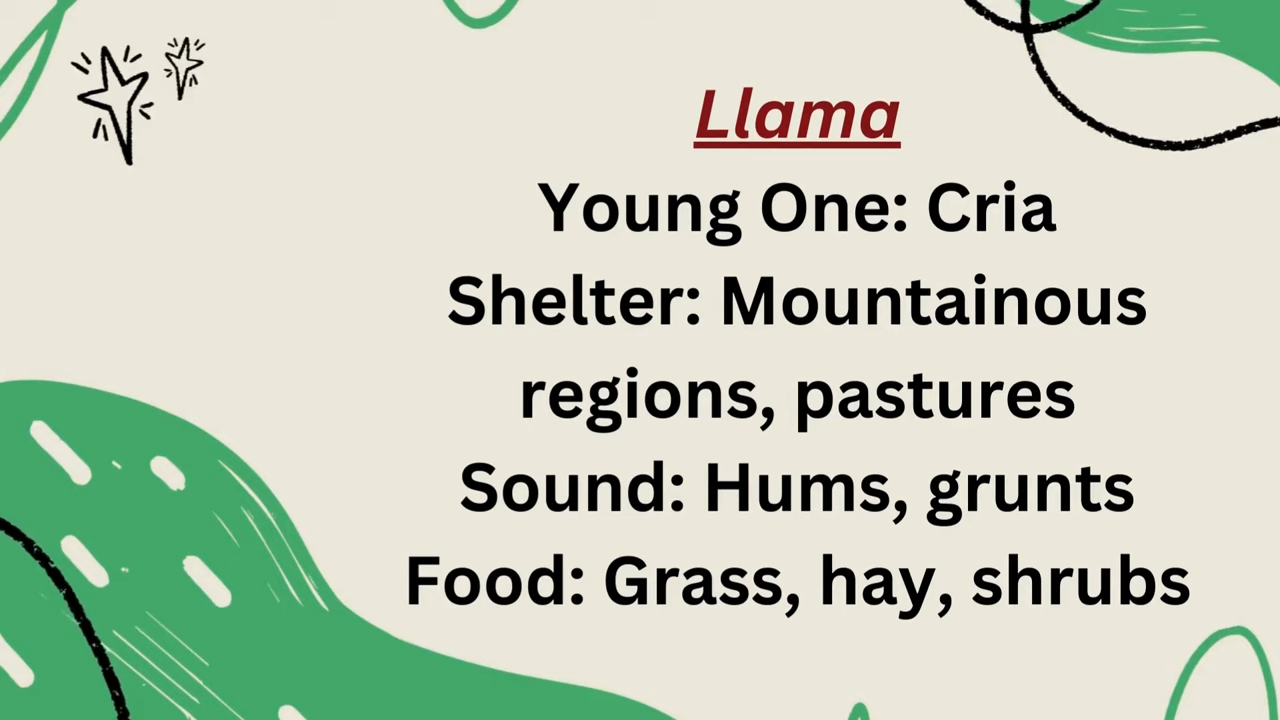 Llama
Young One: Cria
Shelter: Mountainous
regions, pastures
Sound: Hums, grunts
Food: Grass, hay, shrubs